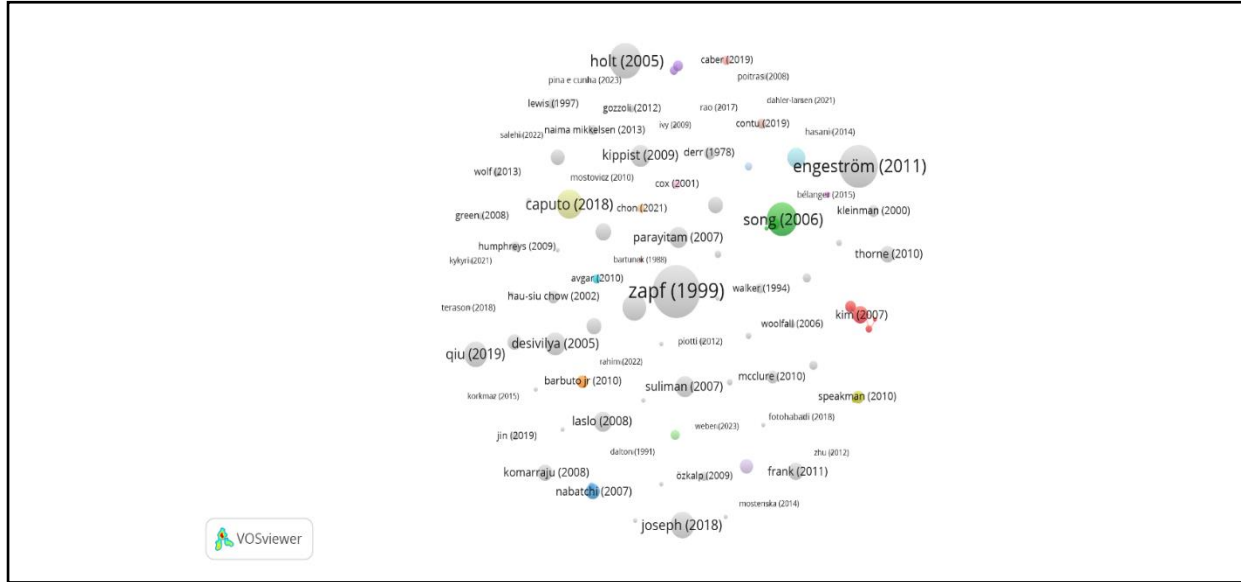 holt (2005)
caber (2019)
pina e cunha (2023)
poitras (2008)
lewis (1997)
gozzoli (2012)
rao (2017)
dahler-larsen (2021)
salehi (2022)
naima mikkelsen (2013)
ivy (2009)
contu (2019)
hasani (2014)
kippist (2009)
derr (1978)
engeström (2011)
wolf (2013)
mostovicz (2010)
cox (2001)
bélanger (2015)
caputo (2018)
chon (2021)
song (2006)
kleinman (2000)
green (2008)
parayitam (2007)
humphreys (2009)
thorne (2010)
kykyri (2021)
bartunek (1988)
avgar (2010)
zapf (1999)
walker (1994)
hau-siu chow (2002)
terason (2018)
kim (2007)
woolfall (2006)
desivilya (2005)
piotti (2012)
qiu (2019)
rahim (2022)
mcclure (2010)
barbuto jr (2010)
suliman (2007)
korkmaz (2015)
speakman (2010)
laslo (2008)
fotohabadi (2018)
weber (2023)
jin (2019)
dalton (1991)
zhu (2012)
komarraju (2008)
özkalp (2009)
frank (2011)
nabatchi (2007)
mostenska (2014)
joseph (2018)
VOSviewer